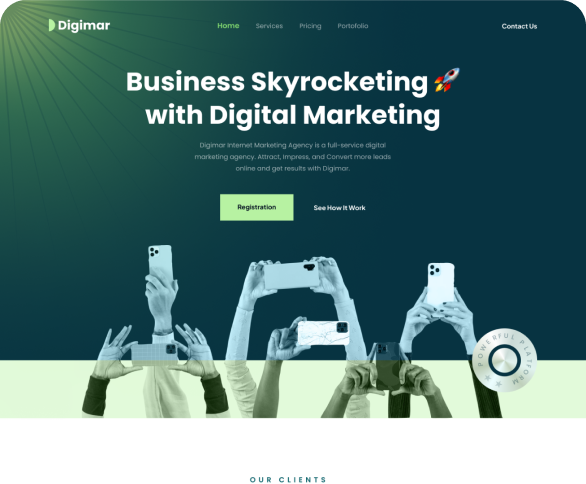 Digimar
Home Services Pricing Portofolio
Contact Us
Business Skyrocketing 🚀
with Digital Marketing
Digimar Internet Marketing Agency is a full-service digital
marketing agency. Attract, Impress, and Convert more leads
online and get results with Digimar.
Registration
See How It Work
POWERFUL PLATFORM
OUR CLIENTS